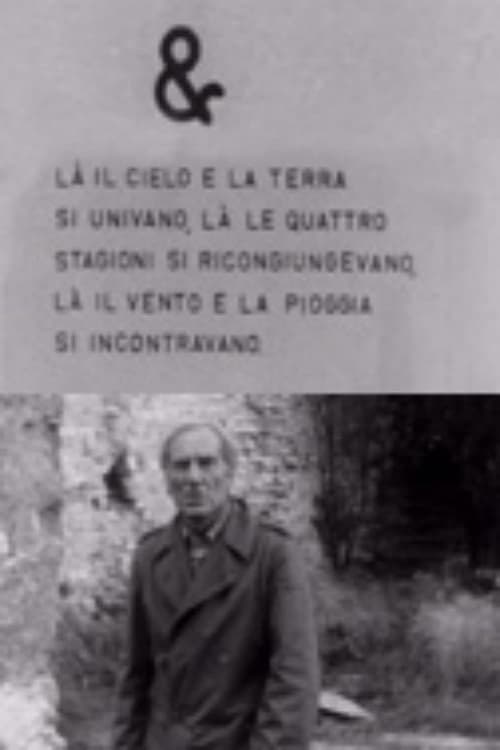 &
LÀ IL CIELO E LA TERRA
SI UNIVANO, LÀ LE QUATTRO
STAGIONI SI RICONGIUNGEVANO,
LÀ IL VENTO E LA PIOGGIA
SI INCONTRAVANO.